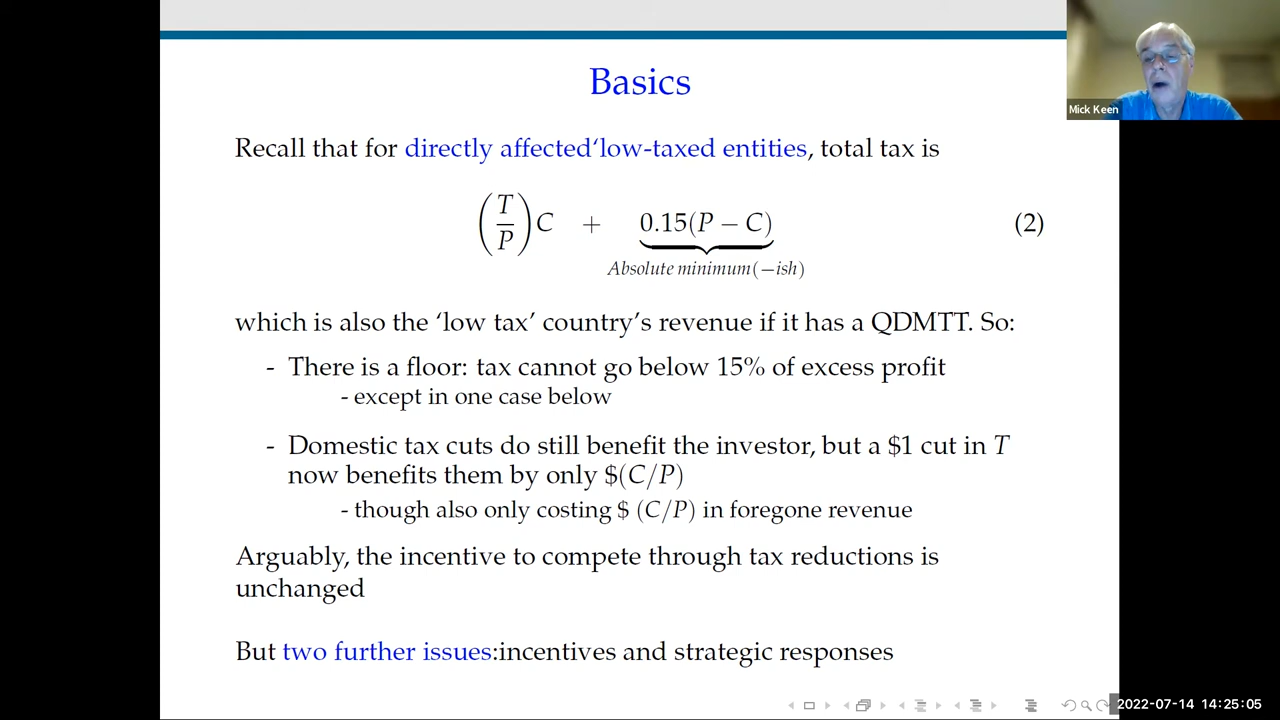 Basics
Mick Keen
Recall that for directly affected‘low-taxed entities, total tax is
(T/P) C + 0.15(P − C) (2)
Absolute minimum(−ish)
which is also the ‘low tax’ country’s revenue if it has a QDMTT. So:
- There is a floor: tax cannot go below 15% of excess profit
- except in one case below
- Domestic tax cuts do still benefit the investor, but a $1 cut in T
now benefits them by only $(C/P)
- though also only costing $ (C/P) in foregone revenue
Arguably, the incentive to compete through tax reductions is
unchanged
But two further issues:incentives and strategic responses
2022-07-14 14:25:05